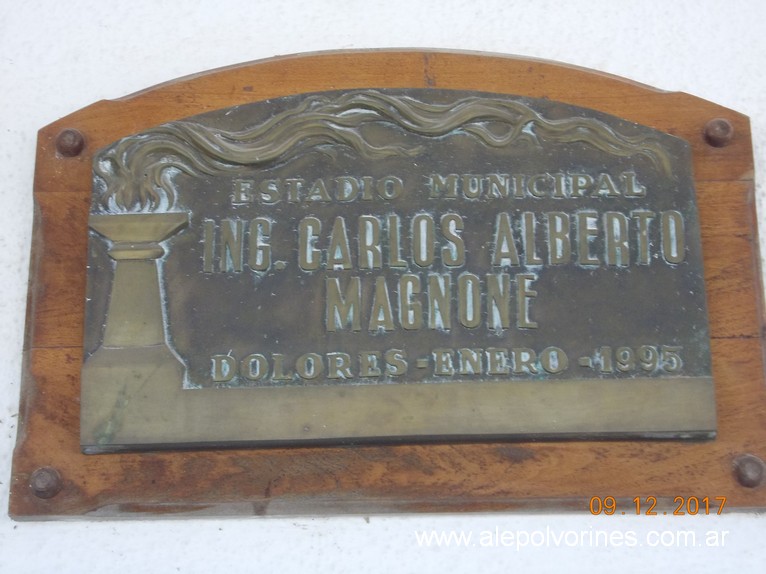 ESTADIO MUNICIPAL
ING. CARLOS ALBERTO
MAGNONE
DOLORES - ENERO - 1995
09.12.2017
www.alepolvorines.com.ar